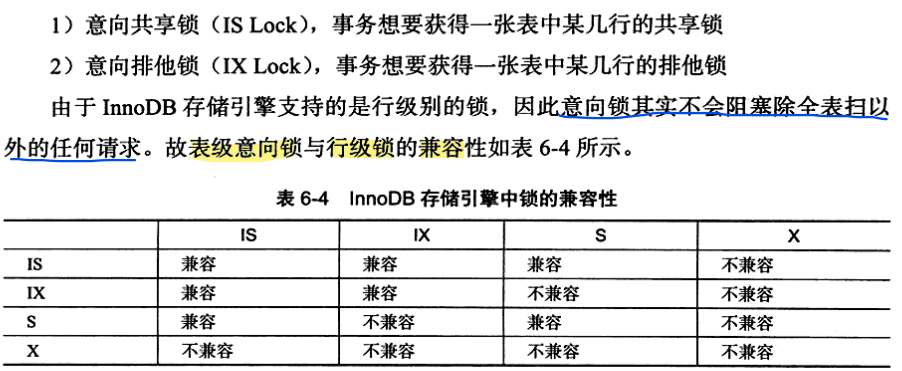 1）意向共享锁（IS Lock），事务想要获得一张表中某几行的共享锁
2）意向排他锁（IX Lock），事务想要获得一张表中某几行的排他锁
由于 InnoDB 存储引擎支持的是行级别的锁，因此意向锁其实不会阻塞除全表扫以
外的任何请求。故表级意向锁与行级锁的兼容性如表 6-4 所示。
表 6-4 InnoDB 存储引擎中锁的兼容性
IS IX S X
IS 兼容 兼容 兼容 不兼容
IX 兼容 兼容 不兼容 不兼容
S 兼容 不兼容 兼容 不兼容
X 不兼容 不兼容 不兼容 不兼容